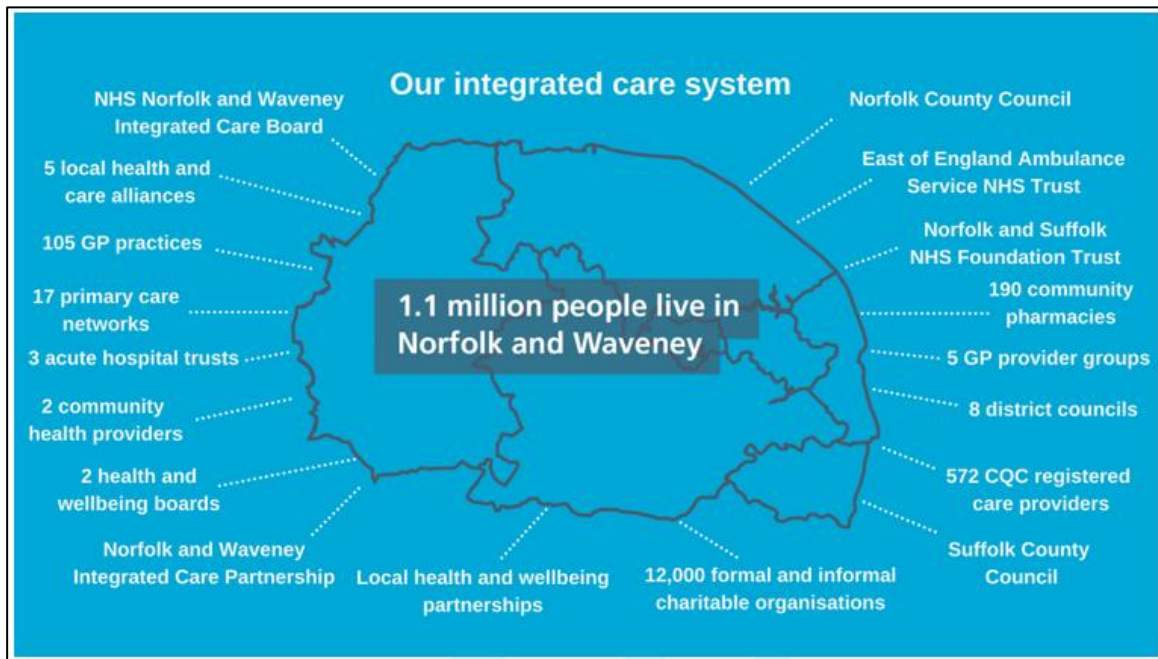 Our integrated care system
NHS Norfolk and Waveney
Integrated Care Board
5 local health and
care alliances
105 GP practices
17 primary care
networks
3 acute hospital trusts
2 community
health providers
2 health and
wellbeing boards
Norfolk and Waveney
Integrated Care Partnership
Local health and wellbeing
partnerships
1.1 million people live in
Norfolk and Waveney
12,000 formal and informal
charitable organisations
Norfolk County Council
East of England Ambulance
Service NHS Trust
Norfolk and Suffolk
NHS Foundation Trust
190 community
pharmacies
5 GP provider groups
8 district councils
572 CQC registered
care providers
Suffolk County
Council